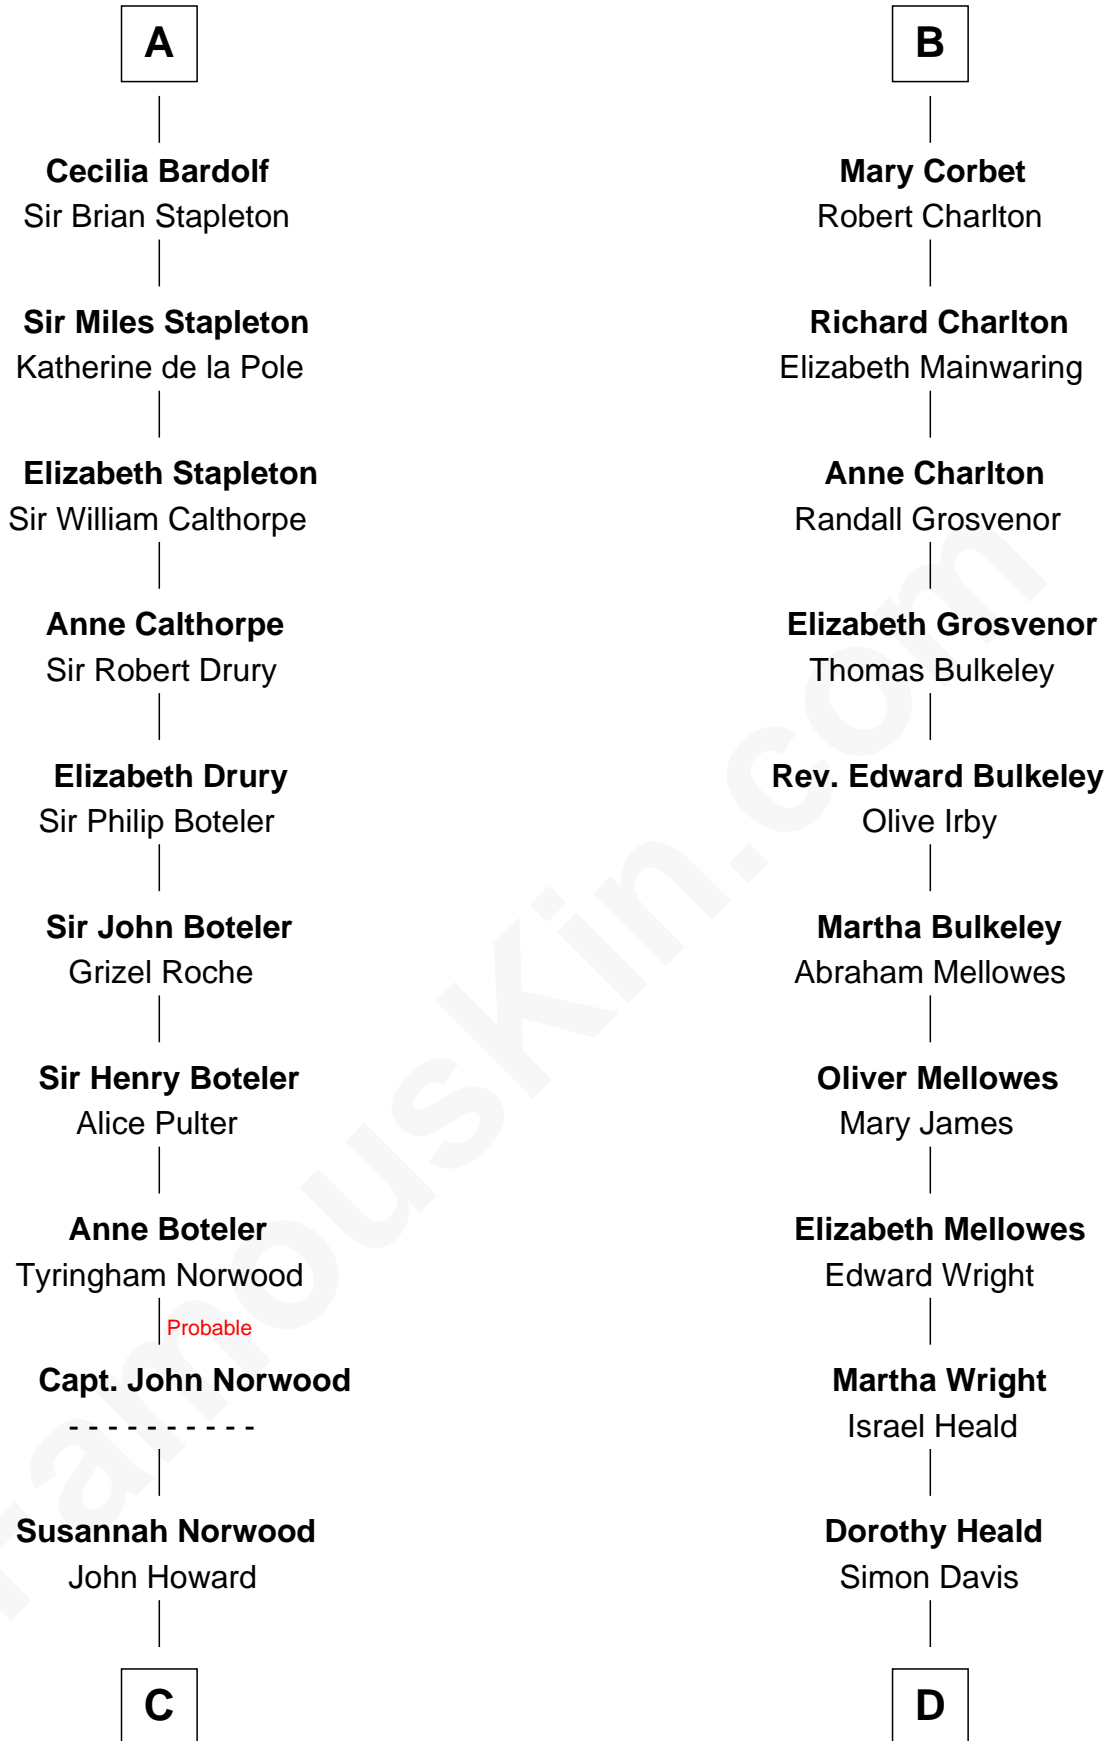 A
Cecilia Bardolf
Sir Brian Stapleton
Sir Miles Stapleton
Katherine de la Pole
Elizabeth Stapleton
Sir William Calthorpe
Anne Calthorpe
Sir Robert Drury
Elizabeth Drury
Sir Philip Boteler
Sir John Boteler
Grizel Roche
Sir Henry Boteler
Alice Pulter
Anne Boteler
Tyringham Norwood
Probable
Capt. John Norwood
- - - - - - - - - -
Susannah Norwood
John Howard
C
B
Mary Corbet
Robert Charlton
Richard Charlton
Elizabeth Mainwaring
Anne Charlton
Randall Grosvenor
Elizabeth Grosvenor
Thomas Bulkeley
Rev. Edward Bulkeley
Olive Irby
Martha Bulkeley
Abraham Mellowes
Oliver Mellowes
Mary James
Elizabeth Mellowes
Edward Wright
Martha Wright
Israel Heald
Dorothy Heald
Simon Davis
D
FamousKin.com